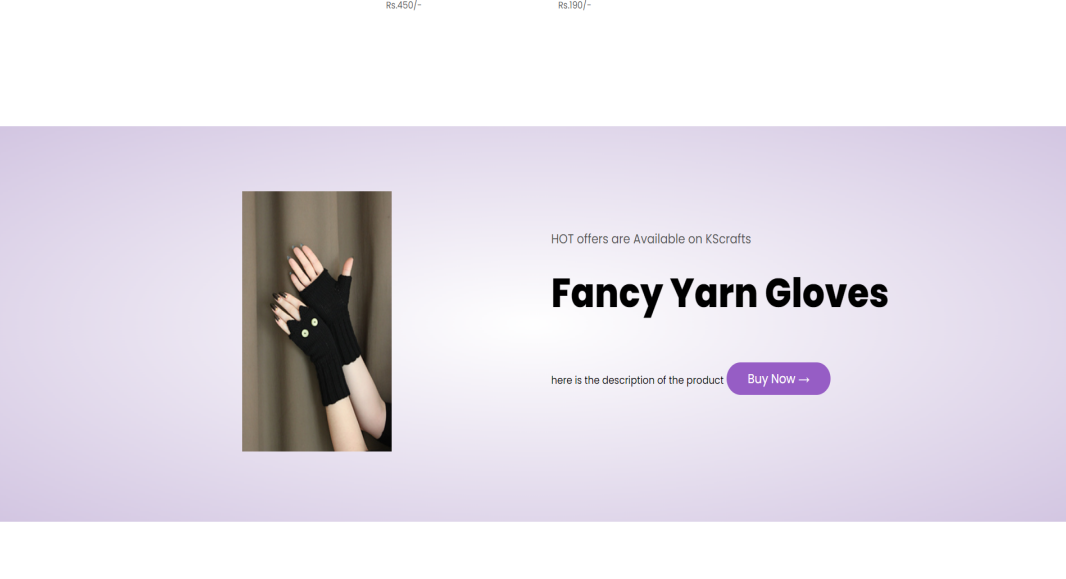 Rs.450/- Rs.190/-
HOT offers are Available on KScrafts
Fancy Yarn Gloves
here is the description of the product Buy Now →